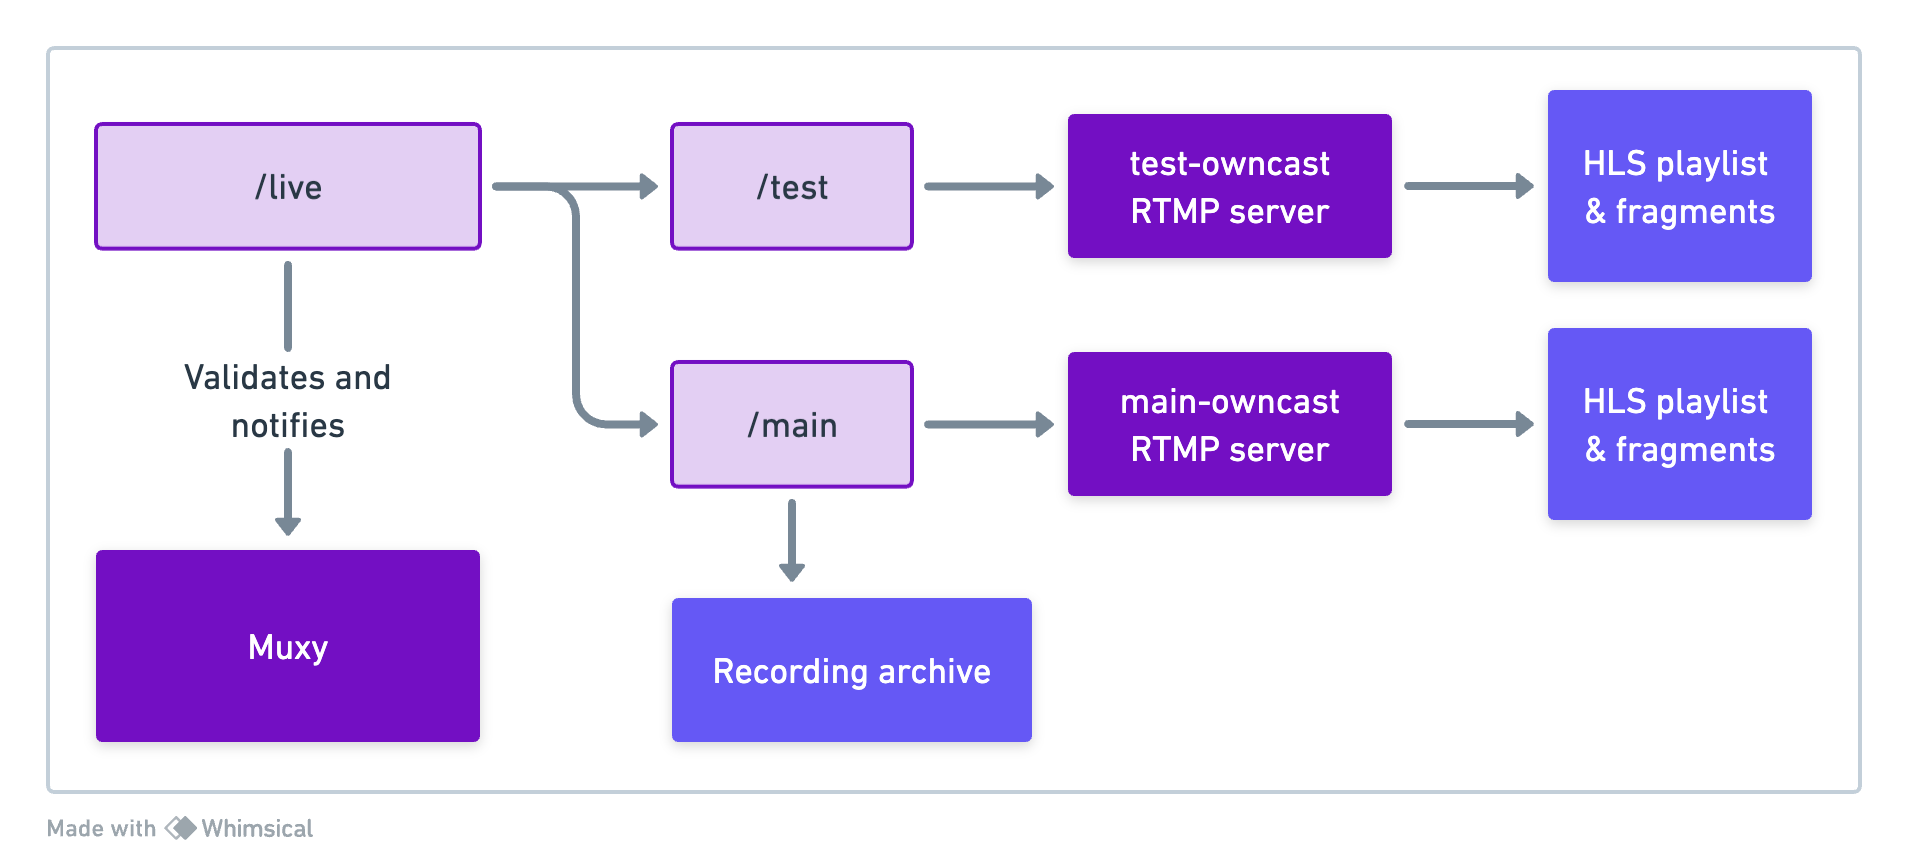 /live
/test
test-owncast
RTMP server
HLS playlist
& fragments
Validates and
notifies
/main
main-owncast
RTMP server
HLS playlist
& fragments
Muxy
Recording archive
Made with Whimsical